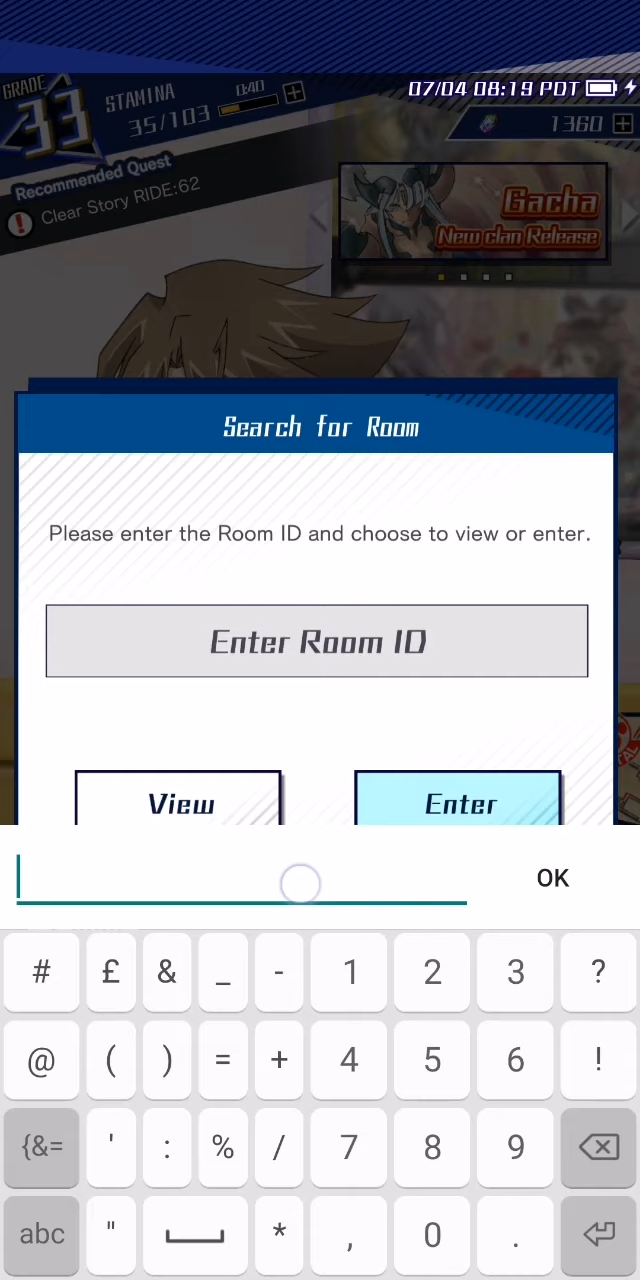 GRADE
33
STAMINA
0:40
35/103
07/04 08:19 PDT
1360
Recommended Quest
! Clear Story RIDE:62
Gacha
New clan Release
Search for Room
Please enter the Room ID and choose to view or enter.
Enter Room ID
View
Enter
OK
# £ & _ - 1 2 3 ?
@ ( ) = + 4 5 6 !
{&= ' : % / 7 8 9
abc " * , 0 .